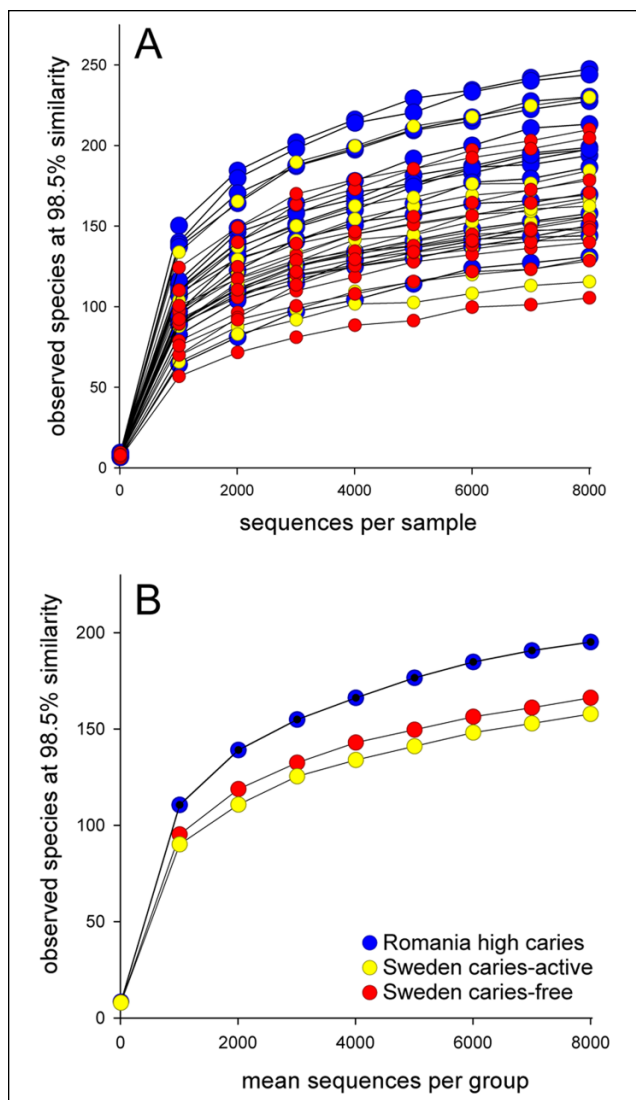 A
observed species at 98.5% similarity
250
200
150
100
50
0
0 2000 4000 6000 8000
sequences per sample
B
observed species at 98.5% similarity
200
150
100
50
0
Romania high caries
Sweden caries-active
Sweden caries-free
0 2000 4000 6000 8000
mean sequences per group